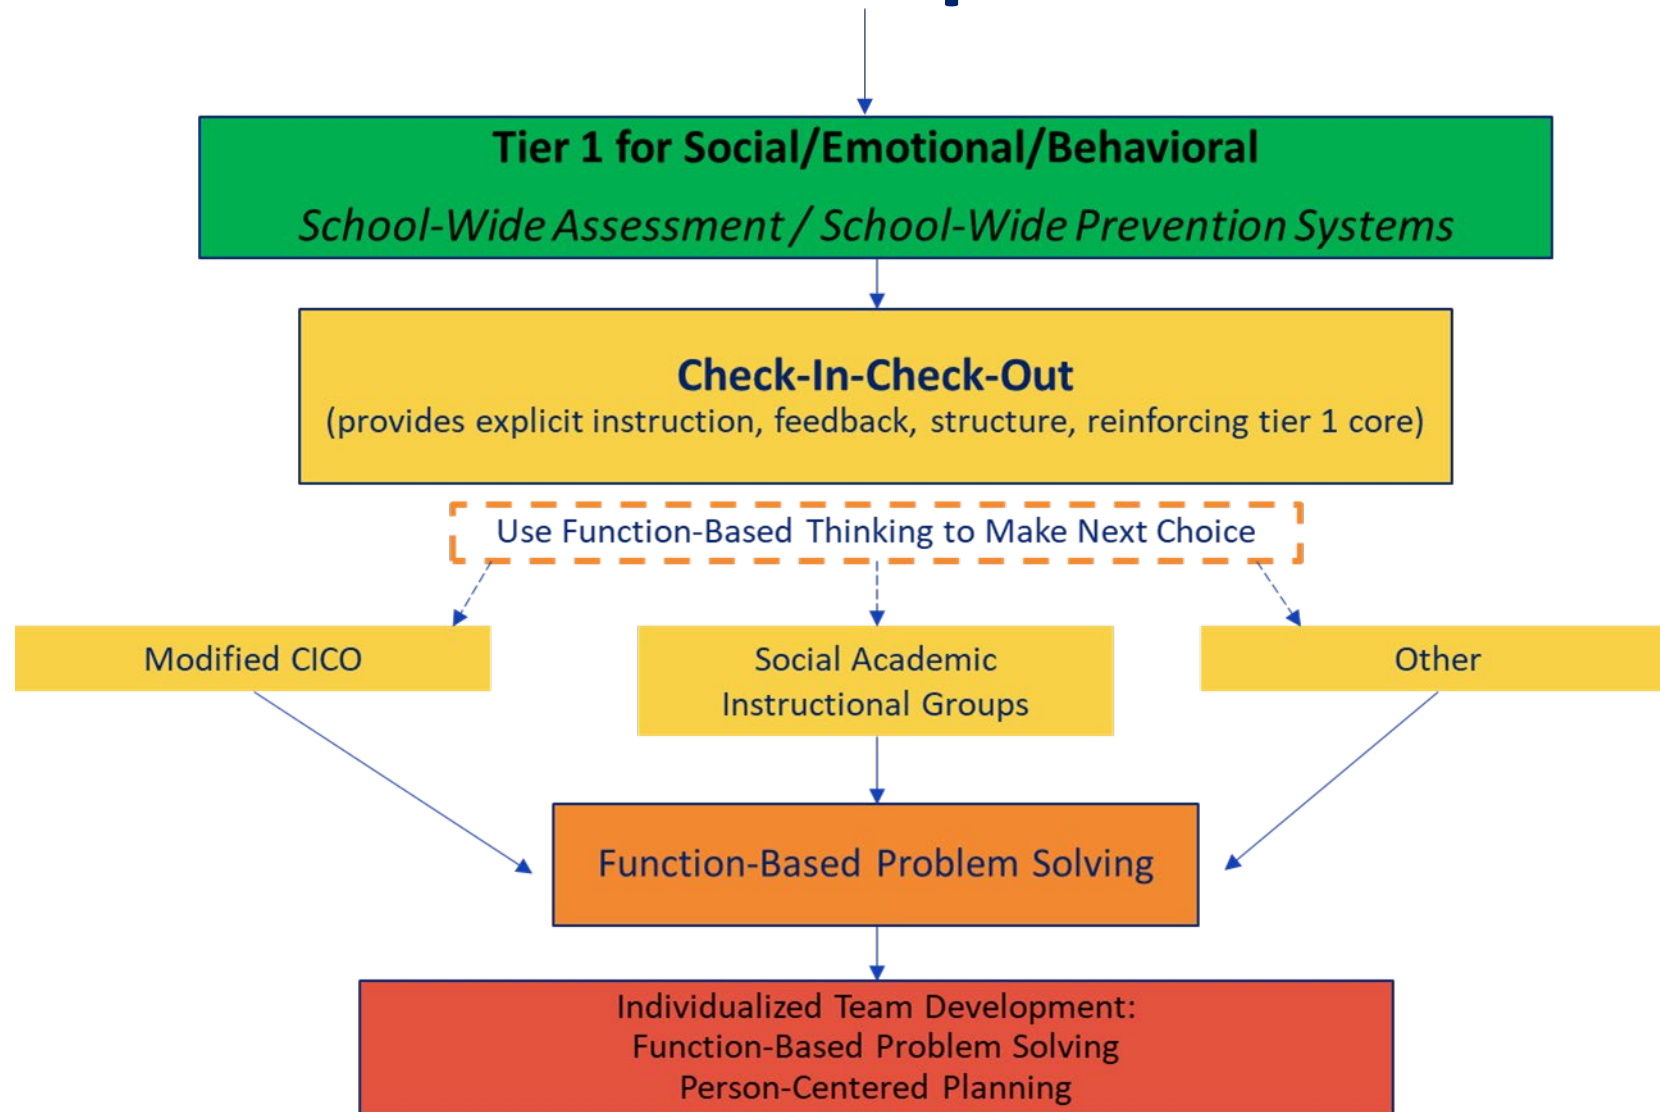 Tier 1 for Social/Emotional/Behavioral
School-Wide Assessment / School-Wide Prevention Systems
Check-In-Check-Out
(provides explicit instruction, feedback, structure, reinforcing tier 1 core)
Use Function-Based Thinking to Make Next Choice
Modified CICO
Social Academic
Instructional Groups
Other
Function-Based Problem Solving
Individualized Team Development:
Function-Based Problem Solving
Person-Centered Planning